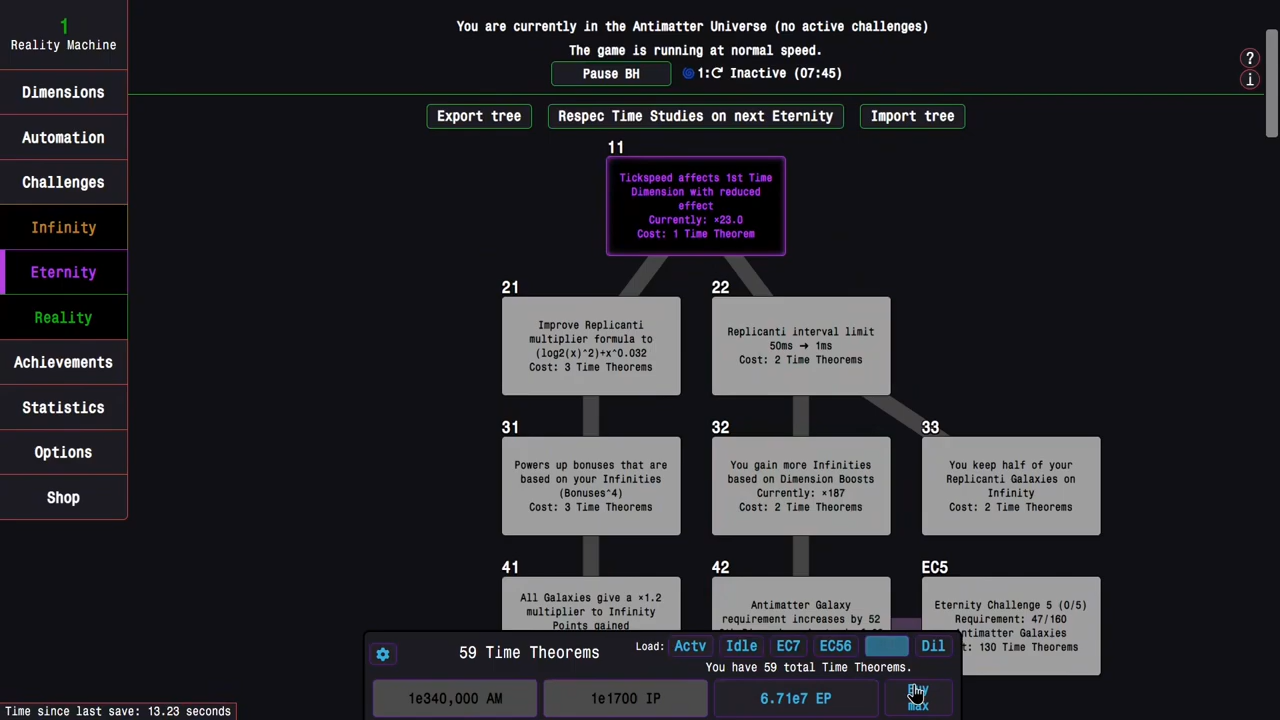 1
Reality Machine
Dimensions
Automation
Challenges
Infinity
Eternity
Reality
Achievements
Statistics
Options
Shop
You are currently in the Antimatter Universe (no active challenges)
The game is running at normal speed.
Pause BH
1: Inactive (07:45)
?
i
Export tree
Respec Time Studies on next Eternity
Import tree
11
Tickspeed affects 1st Time
Dimension with reduced
effect
Currently: ×23.0
Cost: 1 Time Theorem
21
Improve Replicanti
multiplier formula to
(log2(x)^2)+x^0.032
Cost: 3 Time Theorems
22
Replicanti interval limit
50ms → 1ms
Cost: 2 Time Theorems
31
Powers up bonuses that are
based on your Infinities
(Bonuses^4)
Cost: 3 Time Theorems
32
You gain more Infinities
based on Dimension Boosts
Currently: ×187
Cost: 2 Time Theorems
33
You keep half of your
Replicanti Galaxies on
Infinity
Cost: 2 Time Theorems
41
All Galaxies give a ×1.2
multiplier to Infinity
Points gained
42
Antimatter Galaxy
requirement increases by 52
EC5
Eternity Challenge 5 (0/5)
Requirement: 47/160
Antimatter Galaxies
130 Time Theorems
59 Time Theorems
Load:
Actv
Idle
EC7
EC56
Dil
You have 59 total Time Theorems.
1e340,000 AM
1e1700 IP
6.71e7 EP
max
Time since last save: 13.23 seconds